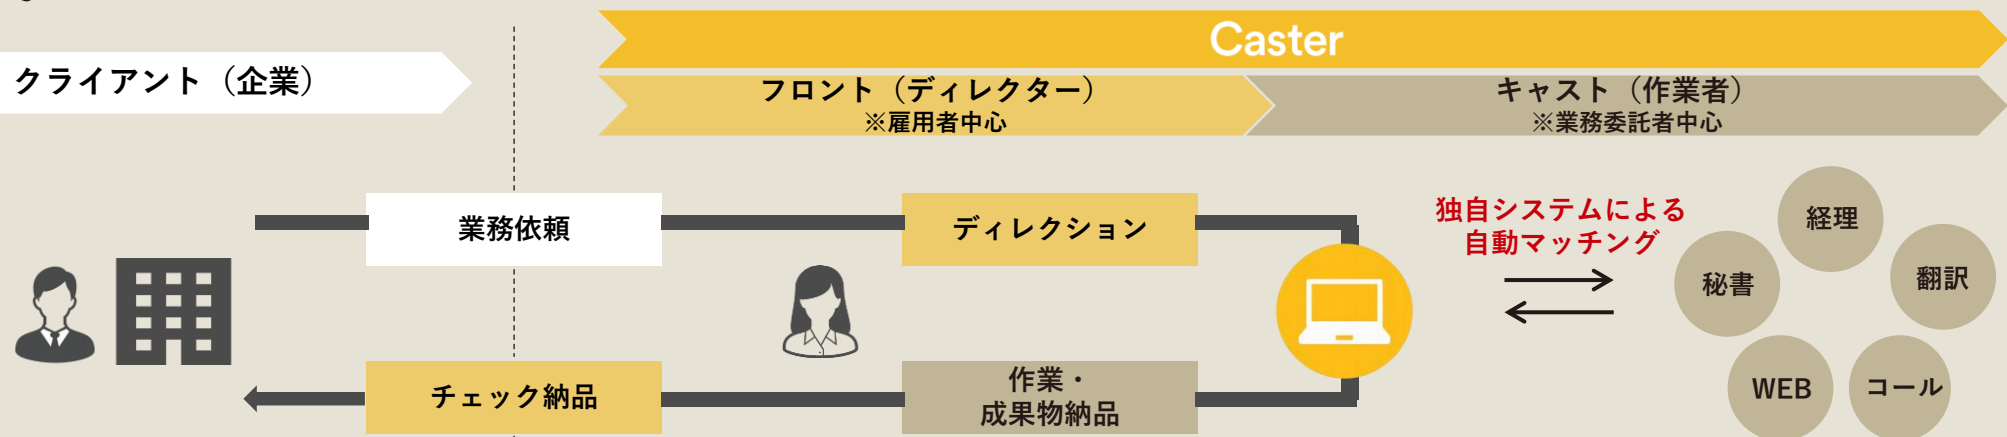 Caster
クライアント（企業）
フロント（ディレクター）
※雇用者中心
キャスト（作業者）
※業務委託者中心
業務依頼
ディレクション
独自システムによる
自動マッチング
経理
秘書
翻訳
チェック納品
作業・
成果物納品
WEB
コール